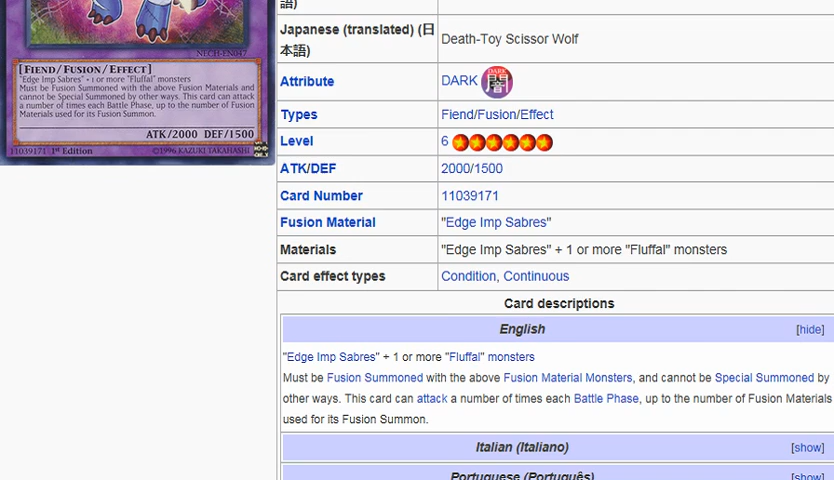 語)
Japanese (translated) (日
本語)
Death-Toy Scissor Wolf
NECH-EN047
[FIEND/FUSION/EFFECT]
"Edge Imp Sabres" + 1 or more "Fluffal" monsters
Must be Fusion Summoned with the above Fusion Materials and
cannot be Special Summoned by other ways. This card can attack
a number of times each Battle Phase, up to the number of Fusion
Materials used for its Fusion Summon.
ATK/2000 DEF/1500
11039171 1st Edition
©1996 KAZUKI TAKAHASHI
Attribute
DARK
DARK
闇
Types
Fiend/Fusion/Effect
Level
6
ATK/DEF
2000/1500
Card Number
11039171
Fusion Material
"Edge Imp Sabres"
Materials
"Edge Imp Sabres" + 1 or more "Fluffal" monsters
Card effect types
Condition, Continuous
Card descriptions
English
[hide]
"Edge Imp Sabres" + 1 or more "Fluffal" monsters
Must be Fusion Summoned with the above Fusion Material Monsters, and cannot be Special Summoned by
other ways. This card can attack a number of times each Battle Phase, up to the number of Fusion Materials
used for its Fusion Summon.
Italian (Italiano)
[show]
Portuguese (Português)
[show]